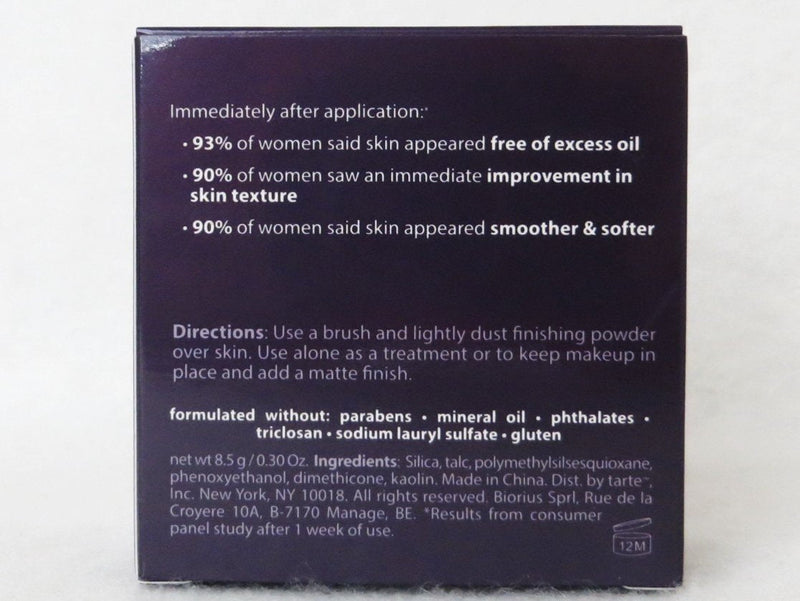 Immediately after application:*
• 93% of women said skin appeared free of excess oil
• 90% of women saw an immediate improvement in
skin texture
• 90% of women said skin appeared smoother & softer
Directions: Use a brush and lightly dust finishing powder
over skin. Use alone as a treatment or to keep makeup in
place and add a matte finish.
formulated without: parabens • mineral oil • phthalates •
triclosan • sodium lauryl sulfate • gluten
net wt 8.5 g / 0.30 Oz. Ingredients: Silica, talc, polymethylsilsesquioxane,
phenoxyethanol, dimethicone, kaolin. Made in China. Dist. by tarte™,
Inc. New York, NY 10018. All rights reserved. Biorius Sprl, Rue de la
Croyere 10A, B-7170 Manage, BE. *Results from consumer
panel study after 1 week of use.
12M